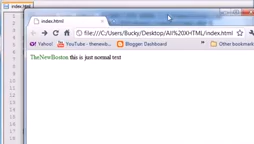 index.html
index.html
file:///C:/Users/Bucky/Desktop/All%20XHTML/index.html
Yahoo! YouTube - thenewb... Blogger: Dashboard » Other bookmarks
TheNewBoston this is just normal text